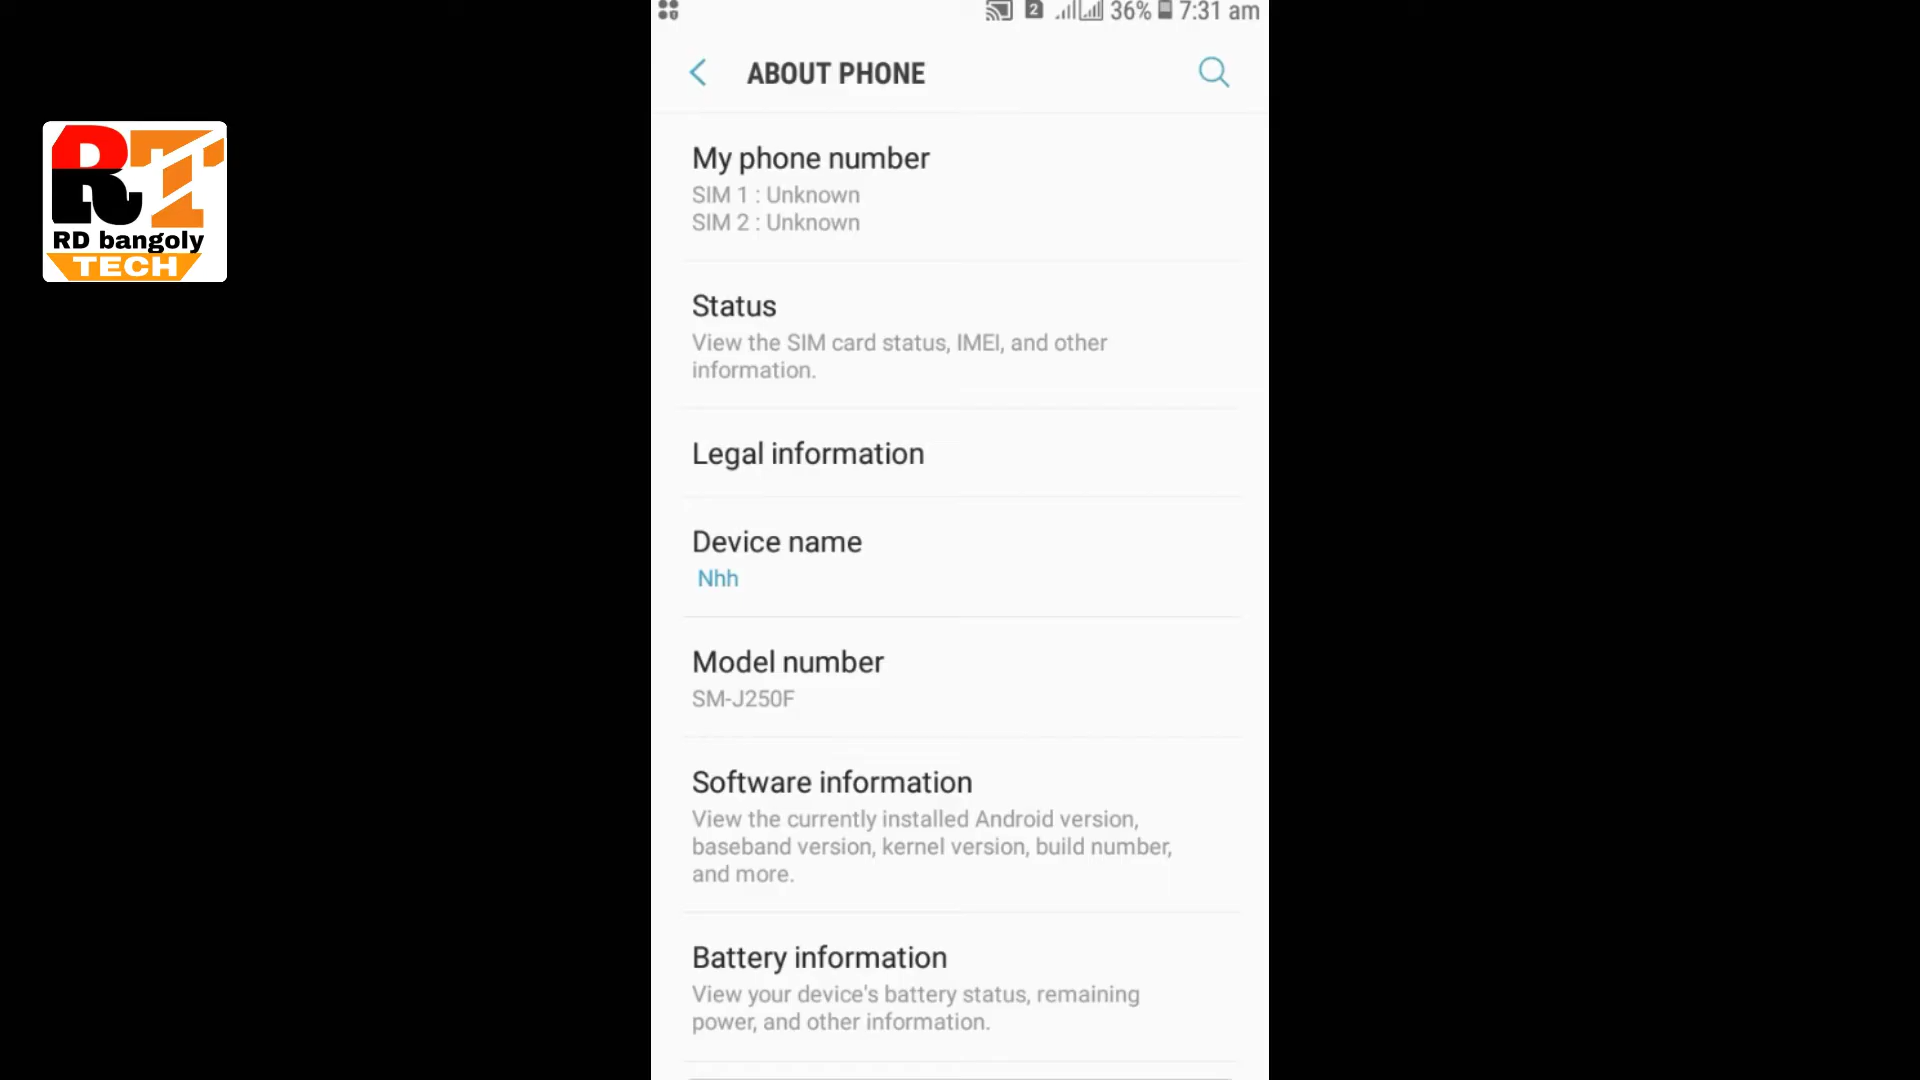 2 36% 7:31 am
ABOUT PHONE
RT
RD bangoly
TECH
My phone number
SIM 1 : Unknown
SIM 2 : Unknown
Status
View the SIM card status, IMEI, and other
information.
Legal information
Device name
Nhh
Model number
SM-J250F
Software information
View the currently installed Android version,
baseband version, kernel version, build number,
and more.
Battery information
View your device's battery status, remaining
power, and other information.